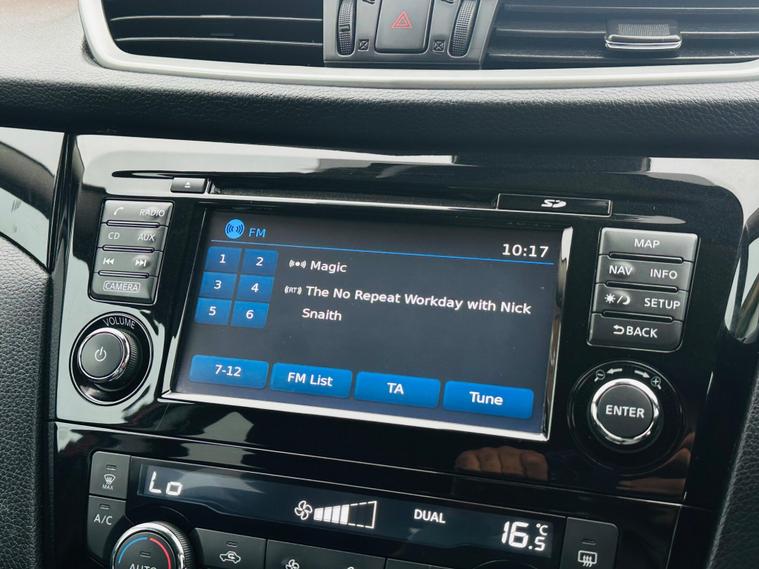 SD
RADIO
CD AUX
CAMERA
VOLUME
FM
10:17
1 2
3 4
5 6
Magic
RT The No Repeat Workday with Nick
Snaith
7-12
FM List
TA
Tune
MAP
NAV INFO
SETUP
BACK
ENTER
MAX
A/C
Lo
DUAL
16.5 °C
AUTO